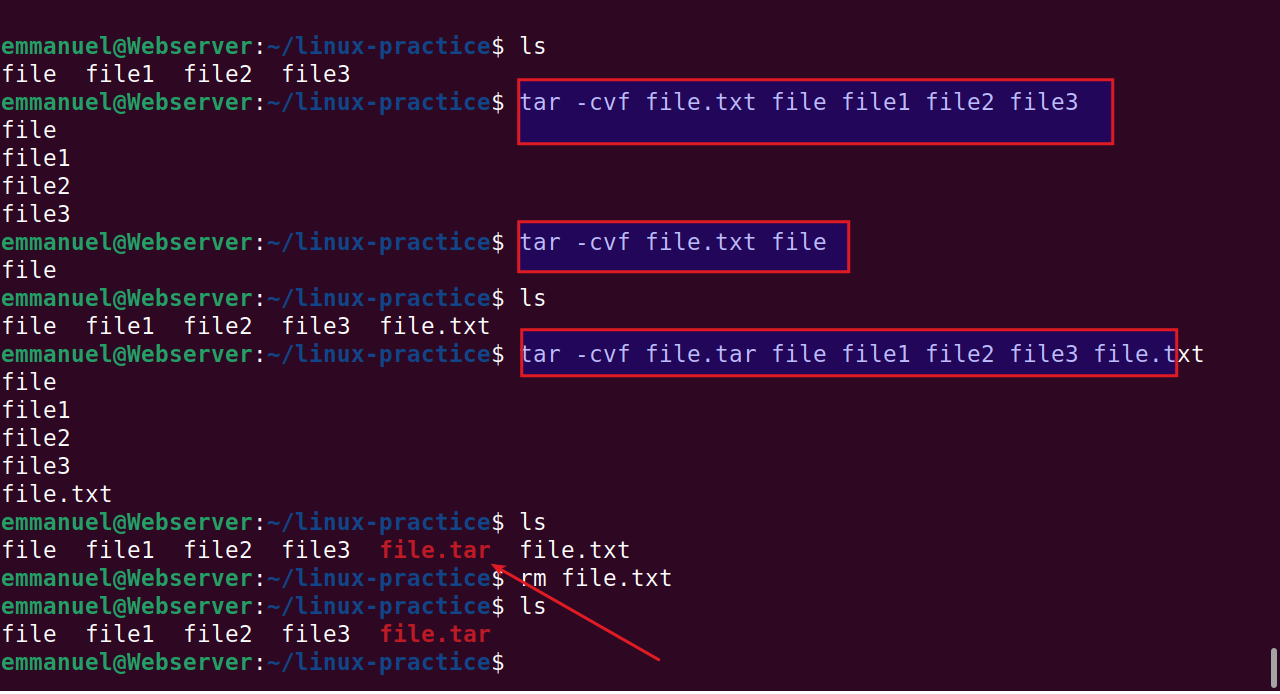 emmanuel@Webserver:~/linux-practice$ ls
file  file1  file2  file3
emmanuel@Webserver:~/linux-practice$ tar -cvf file.txt file file1 file2 file3
file
file1
file2
file3
emmanuel@Webserver:~/linux-practice$ tar -cvf file.txt file
file
emmanuel@Webserver:~/linux-practice$ ls
file  file1  file2  file3  file.txt
emmanuel@Webserver:~/linux-practice$ tar -cvf file.tar file file1 file2 file3 file.txt
file
file1
file2
file3
file.txt
emmanuel@Webserver:~/linux-practice$ ls
file  file1  file2  file3  file.tar  file.txt
emmanuel@Webserver:~/linux-practice$ rm file.txt
emmanuel@Webserver:~/linux-practice$ ls
file  file1  file2  file3  file.tar
emmanuel@Webserver:~/linux-practice$